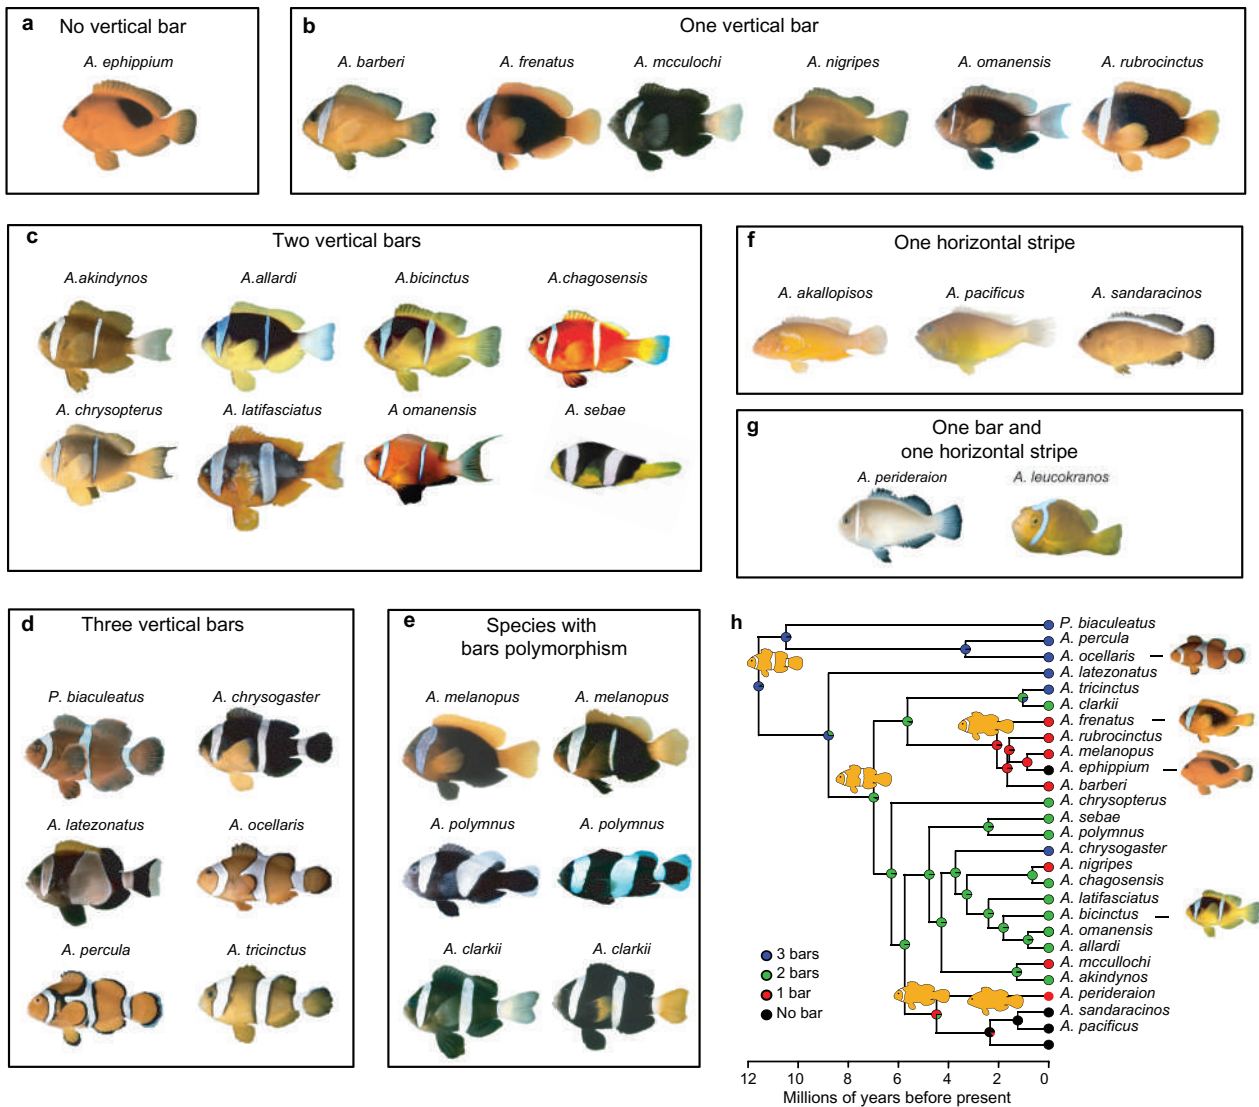 a No vertical bar
A. ephippium
b One vertical bar
A. barberi A. frenatus A. mcculochi A. nigripes A. omanensis A. rubrocinctus
c Two vertical bars
A.akindynos A.allardi A.bicinctus A.chagosensis
A. chrysopterus A. latifasciatus A omanensis A. sebae
f One horizontal stripe
A. akallopisos A. pacificus A. sandaracinos
g One bar and
one horizontal stripe
A. perideraion A. leucokranos
d Three vertical bars
P. biaculeatus A. chrysogaster
A. latezonatus A. ocellaris
A. percula A. tricinctus
e Species with
bars polymorphism
A. melanopus A. melanopus
A. polymnus A. polymnus
A. clarkii A. clarkii
h
P. biaculeatus
A. percula
A. ocellaris
A. latezonatus
A. tricinctus
A. clarkii
A. frenatus
A. rubrocinctus
A. melanopus
A. ephippium
A. barberi
A. chrysopterus
A. sebae
A. polymnus
A. chrysogaster
A. nigripes
A. chagosensis
A. latifasciatus
A. bicinctus
A. omanensis
A. allardi
A. mccullochi
A. akindynos
A. perideraion
A. sandaracinos
A. pacificus
3 bars
2 bars
1 bar
No bar
12 10 8 6 4 2 0
Millions of years before present